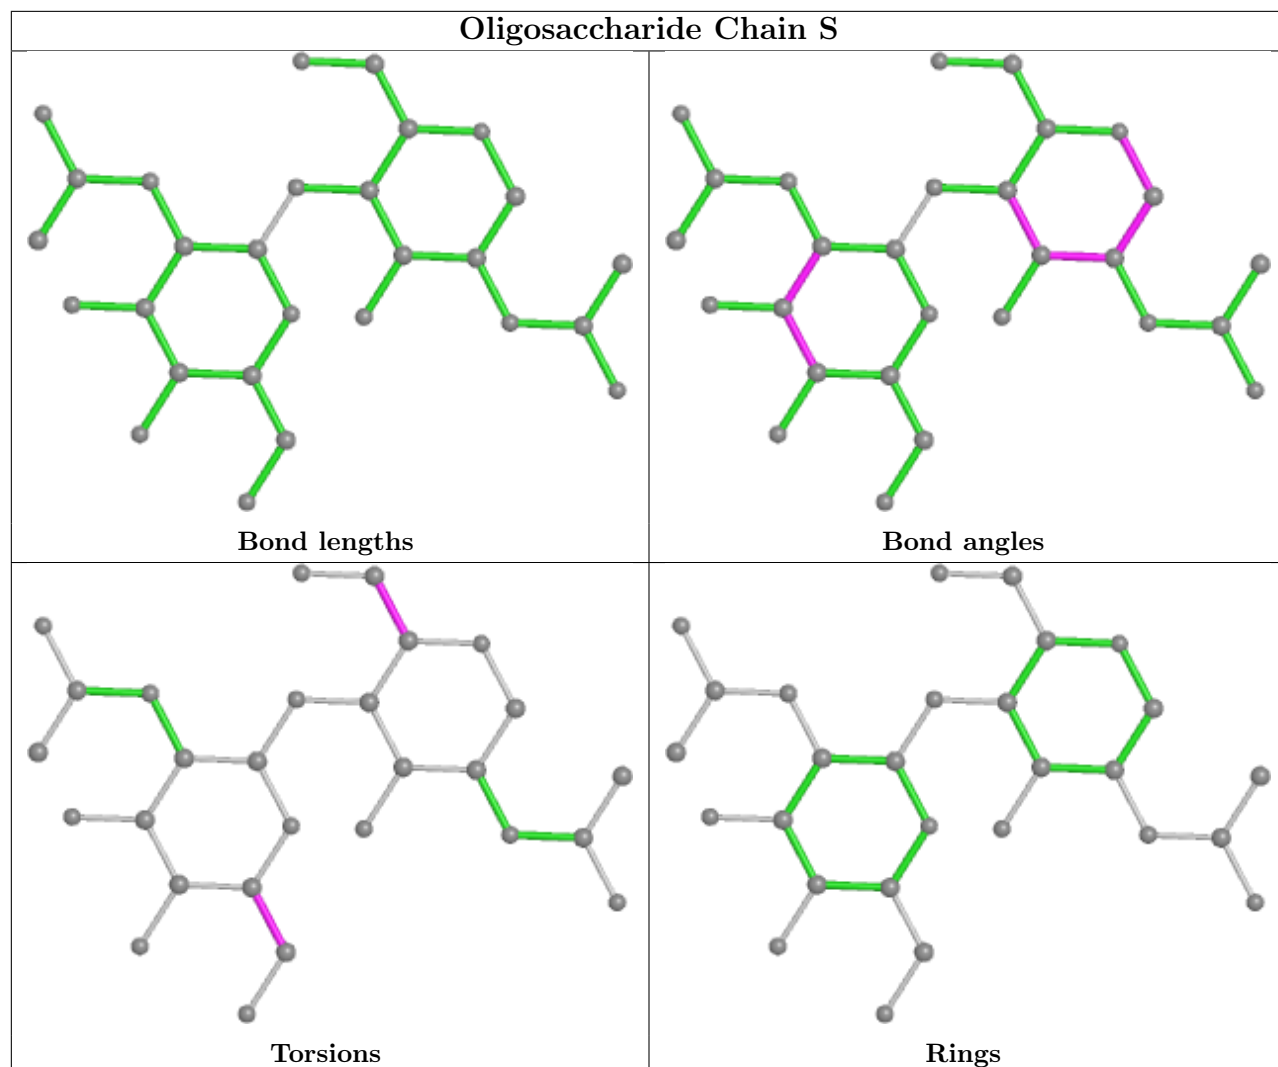 Oligosaccharide Chain S
Bond lengths
Bond angles
Torsions
Rings